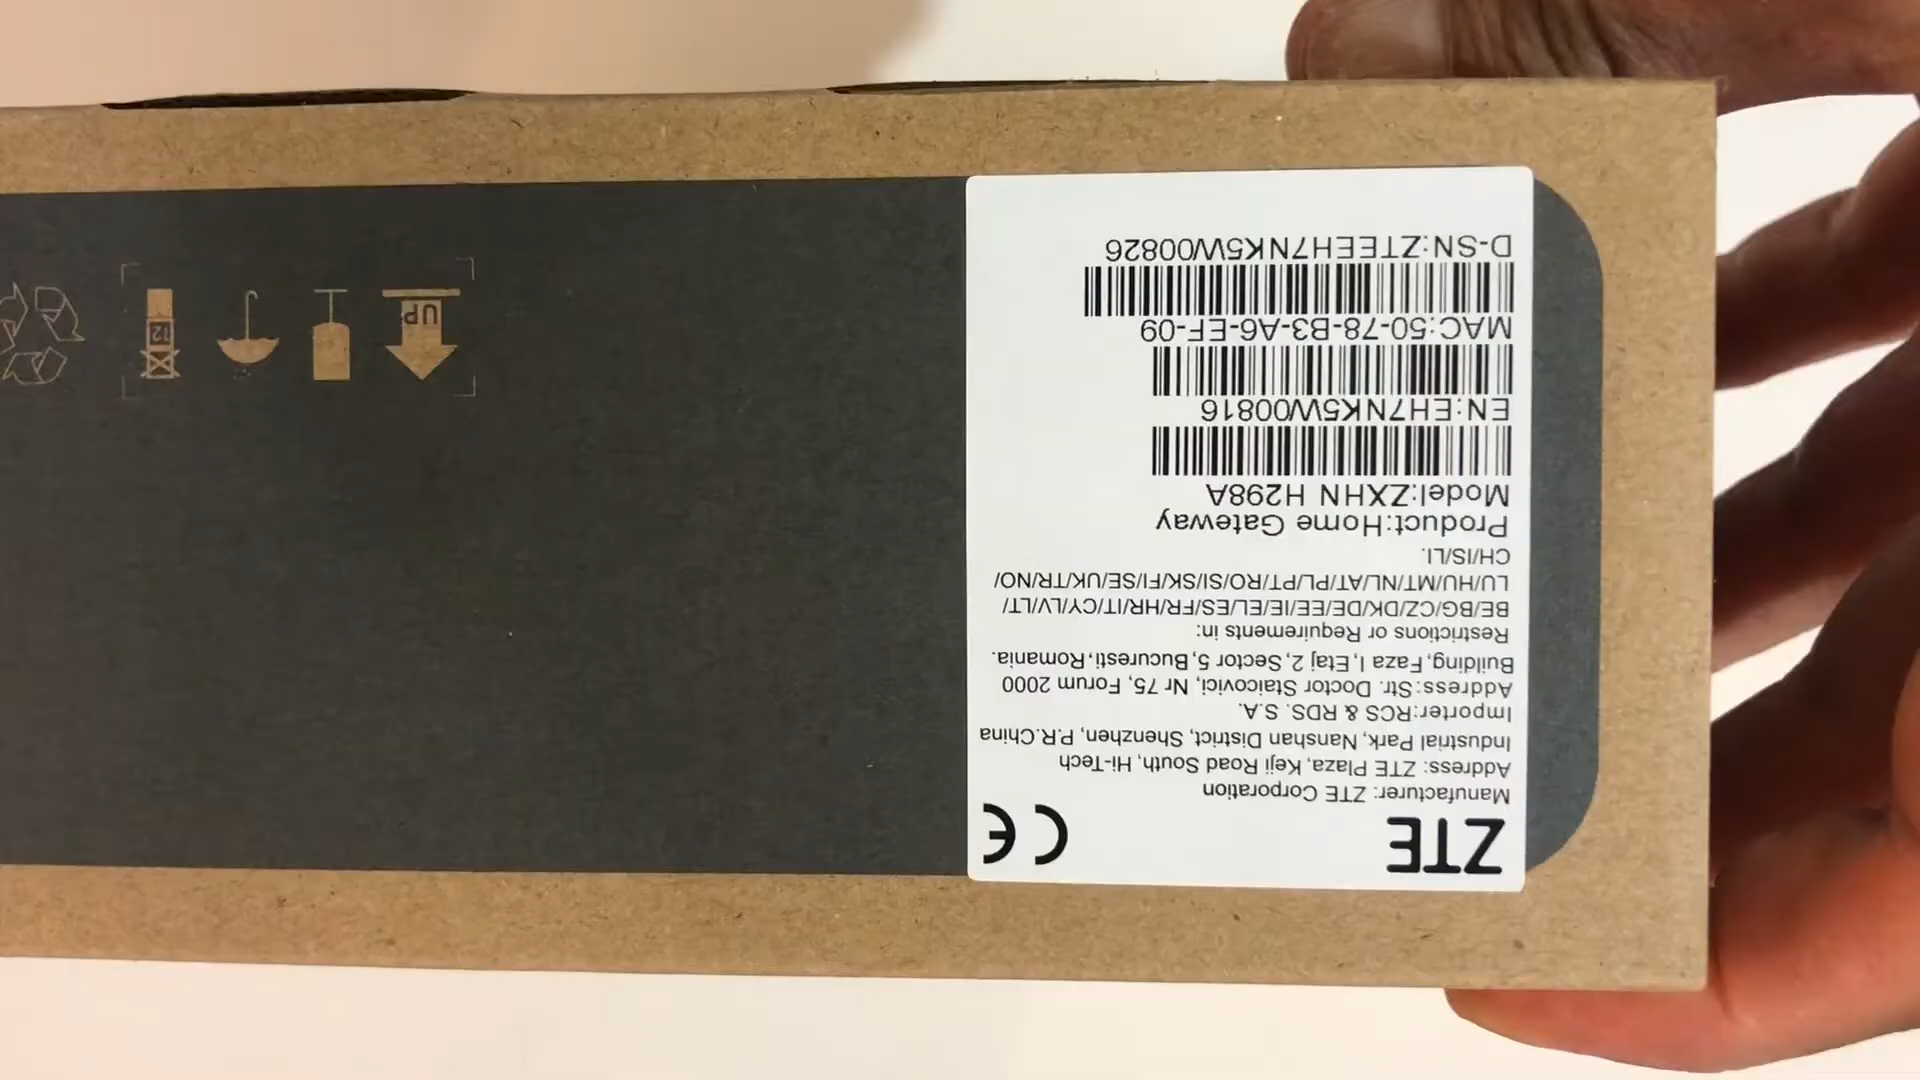 ZTE
CE
Manufacturer: ZTE Corporation
Address: ZTE Plaza, Keji Road South, Hi-Tech
Industrial Park, Nanshan District, Shenzhen, P.R.China
Importer:RCS & RDS. S.A.
Address:Str. Doctor Staicovici, Nr 75, Forum 2000
Building, Faza I, Etaj 2, Sector 5, Bucuresti, Romania.
Restrictions or Requirements in:
BE/BG/CZ/DK/DE/EE/IE/EL/ES/FR/HR/IT/CY/LV/LT/
LU/HU/MT/NL/AT/PL/PT/RO/SI/SK/FI/SE/UK/TR/NO/
CH/IS/LI.
Product:Home Gateway
Model:ZXHN H298A
EN:EH7NK5W00816
MAC:50-78-B3-A6-EF-09
D-SN:ZTEEH7NK5W00826
UP
12